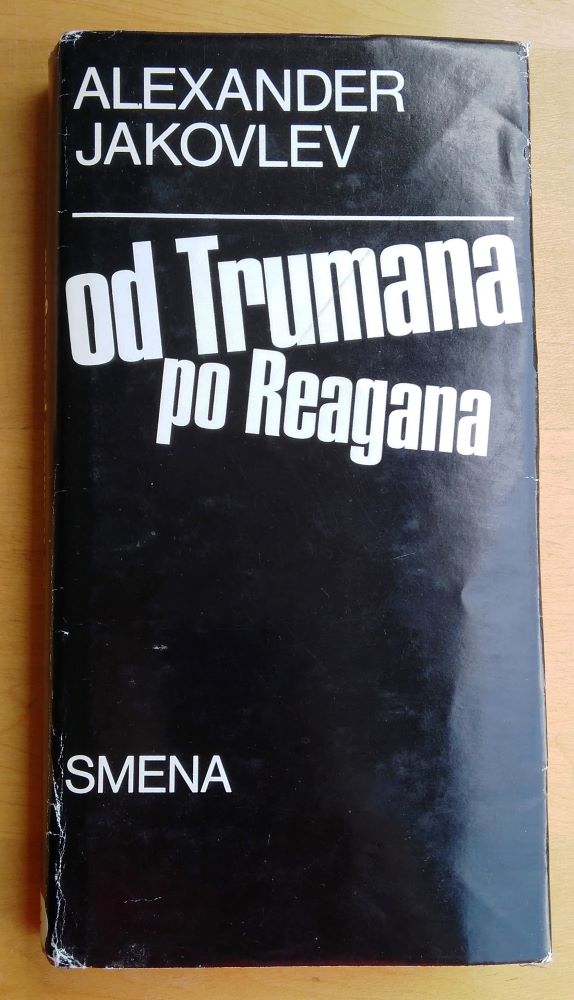 ALEXANDER
JAKOVLEV
od Trumana
po Reagana
SMENA